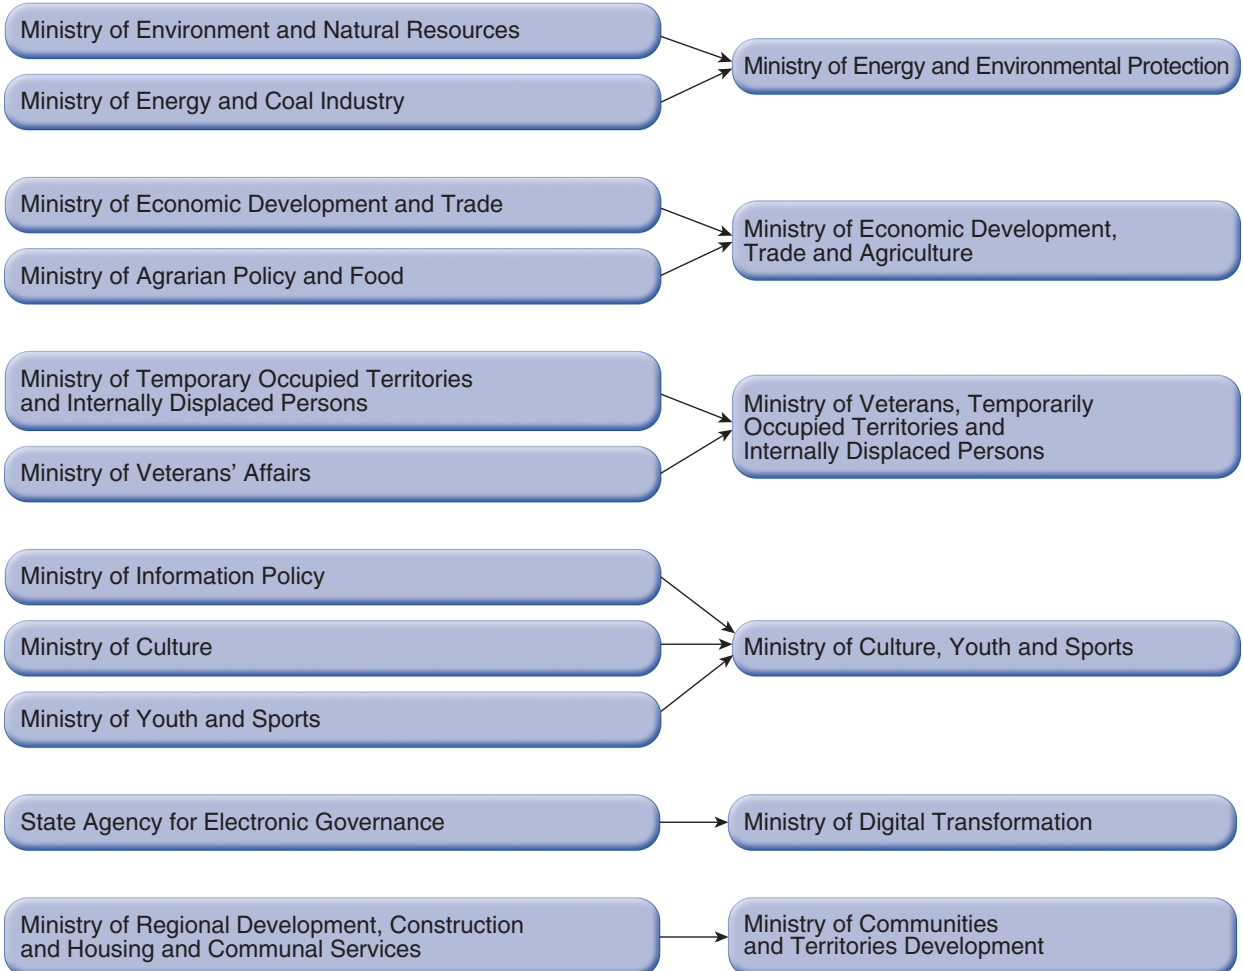 Ministry of Environment and Natural Resources
Ministry of Energy and Coal Industry
Ministry of Energy and Environmental Protection
Ministry of Economic Development and Trade
Ministry of Agrarian Policy and Food
Ministry of Economic Development,
Trade and Agriculture
Ministry of Temporary Occupied Territories
and Internally Displaced Persons
Ministry of Veterans’ Affairs
Ministry of Veterans, Temporarily
Occupied Territories and
Internally Displaced Persons
Ministry of Information Policy
Ministry of Culture
Ministry of Youth and Sports
Ministry of Culture, Youth and Sports
State Agency for Electronic Governance
Ministry of Digital Transformation
Ministry of Regional Development, Construction
and Housing and Communal Services
Ministry of Communities
and Territories Development